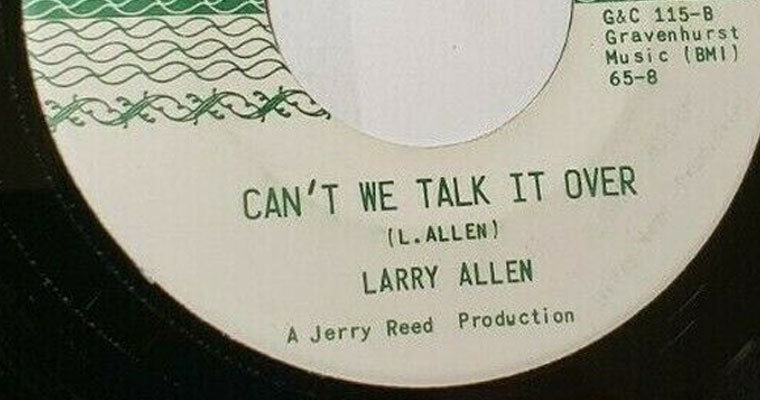 G&C 115-B
Gravenhurst
Music (BMI)
65-8
CAN'T WE TALK IT OVER
(L.ALLEN)
LARRY ALLEN
A Jerry Reed Production